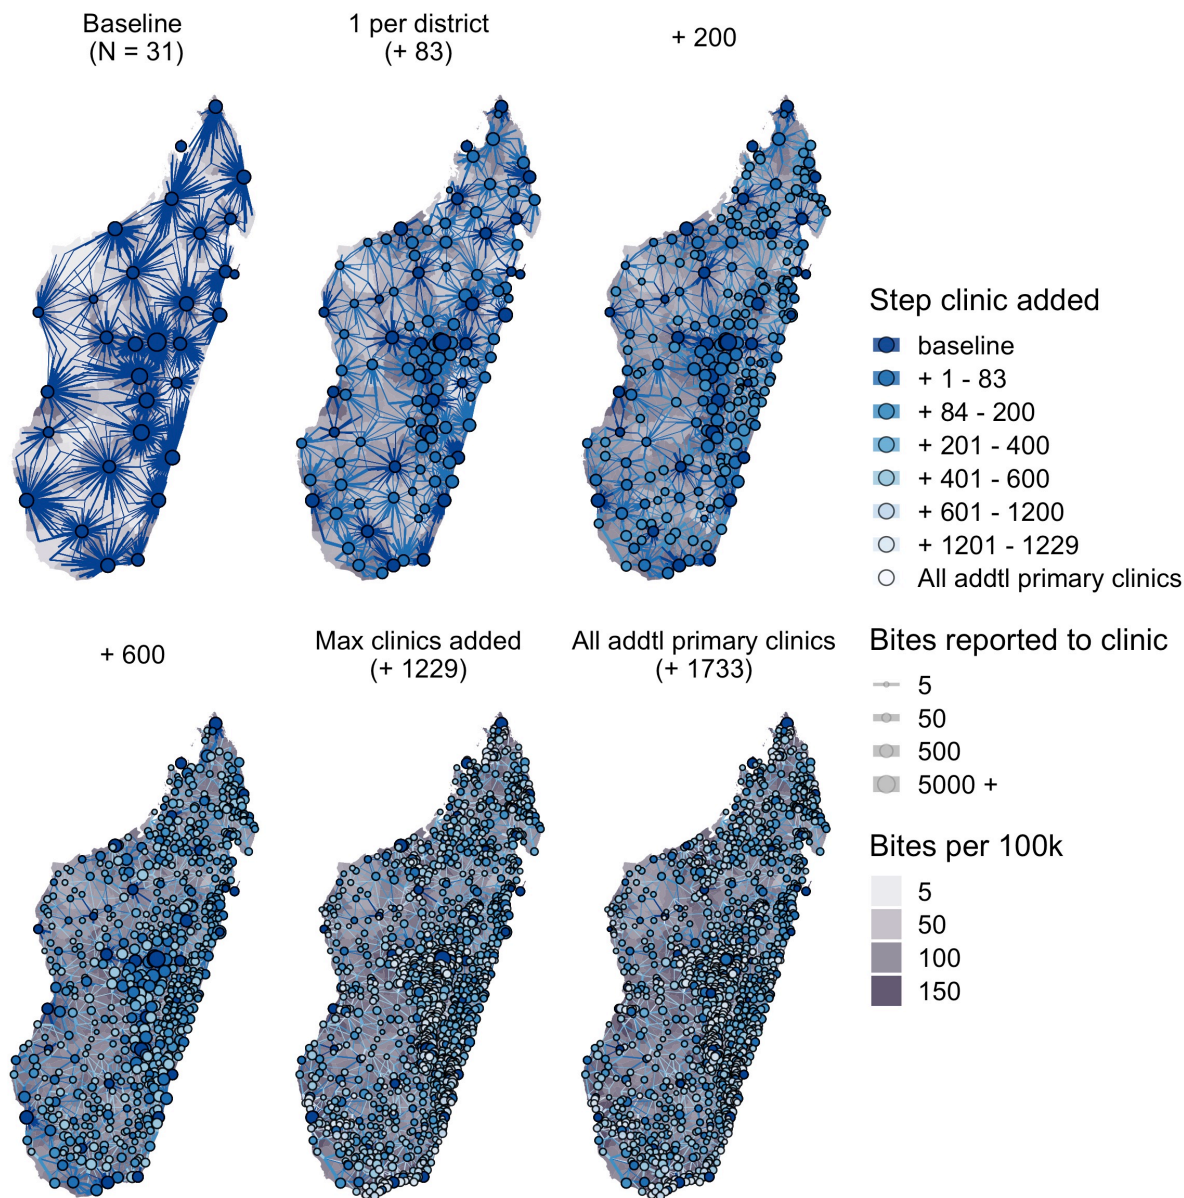 Baseline
(N = 31)
1 per district
(+ 83)
+ 200
Step clinic added
baseline
+ 1 - 83
+ 84 - 200
+ 201 - 400
+ 401 - 600
+ 601 - 1200
+ 1201 - 1229
All addtl primary clinics
+ 600
Max clinics added
(+ 1229)
All addtl primary clinics
(+ 1733)
Bites reported to clinic
5
50
500
5000 +
Bites per 100k
5
50
100
150